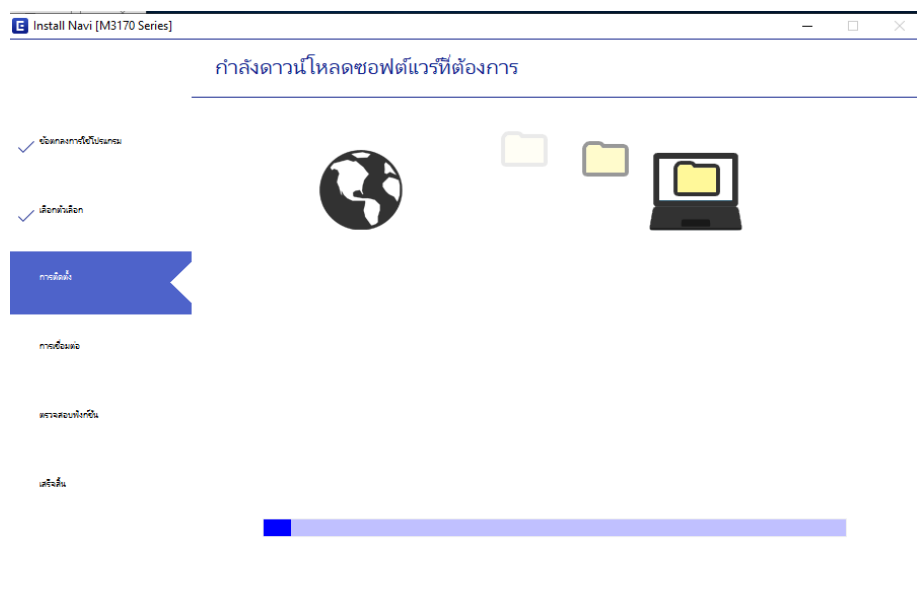 E Install Navi [M3170 Series]
กำลังดาวน์โหลดซอฟต์แวร์ที่ต้องการ
ข้อตกลงการใช้โปรแกรม
เลือกตัวเลือก
การติดตั้ง
การเชื่อมต่อ
ตรวจสอบฟังก์ชัน
เสร็จสิ้น